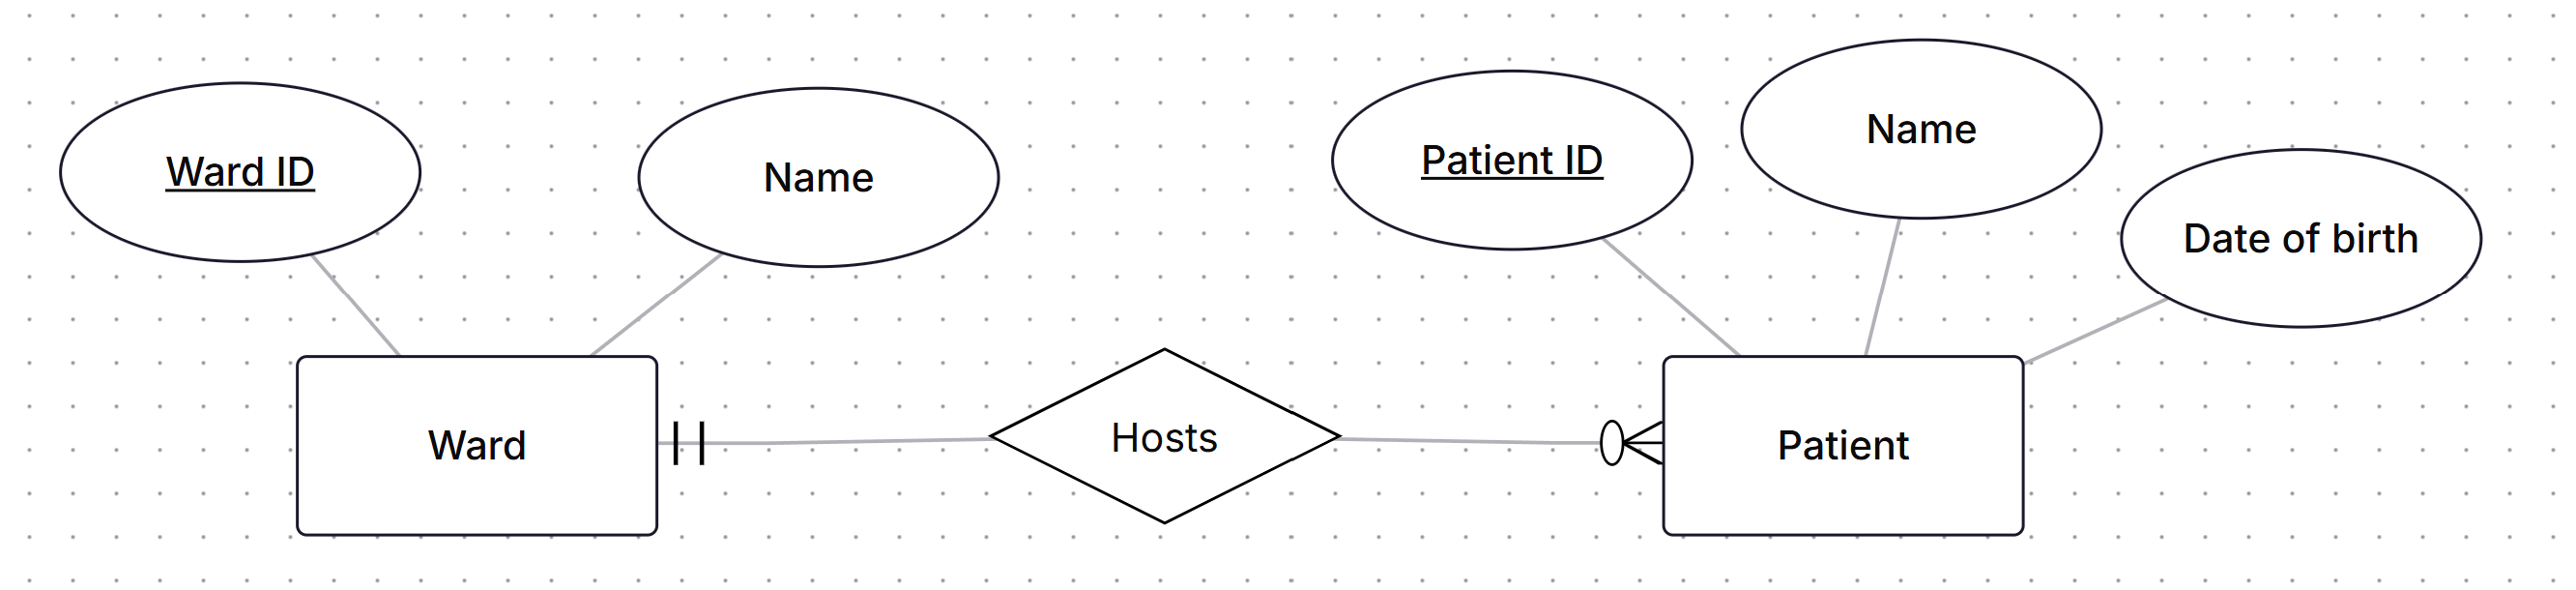 Ward ID
Name
Patient ID
Name
Date of birth
Ward
Hosts
Patient